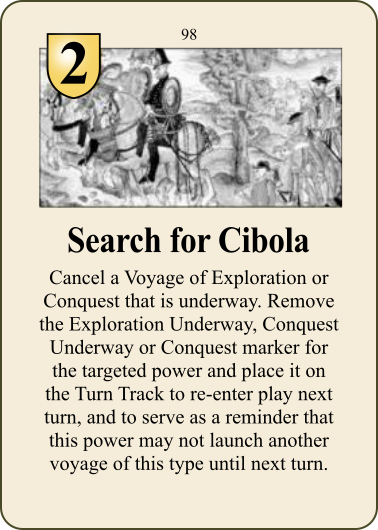 98
2
Search for Cibola
Cancel a Voyage of Exploration or
Conquest that is underway. Remove
the Exploration Underway, Conquest
Underway or Conquest marker for
the targeted power and place it on
the Turn Track to re-enter play next
turn, and to serve as a reminder that
this power may not launch another
voyage of this type until next turn.